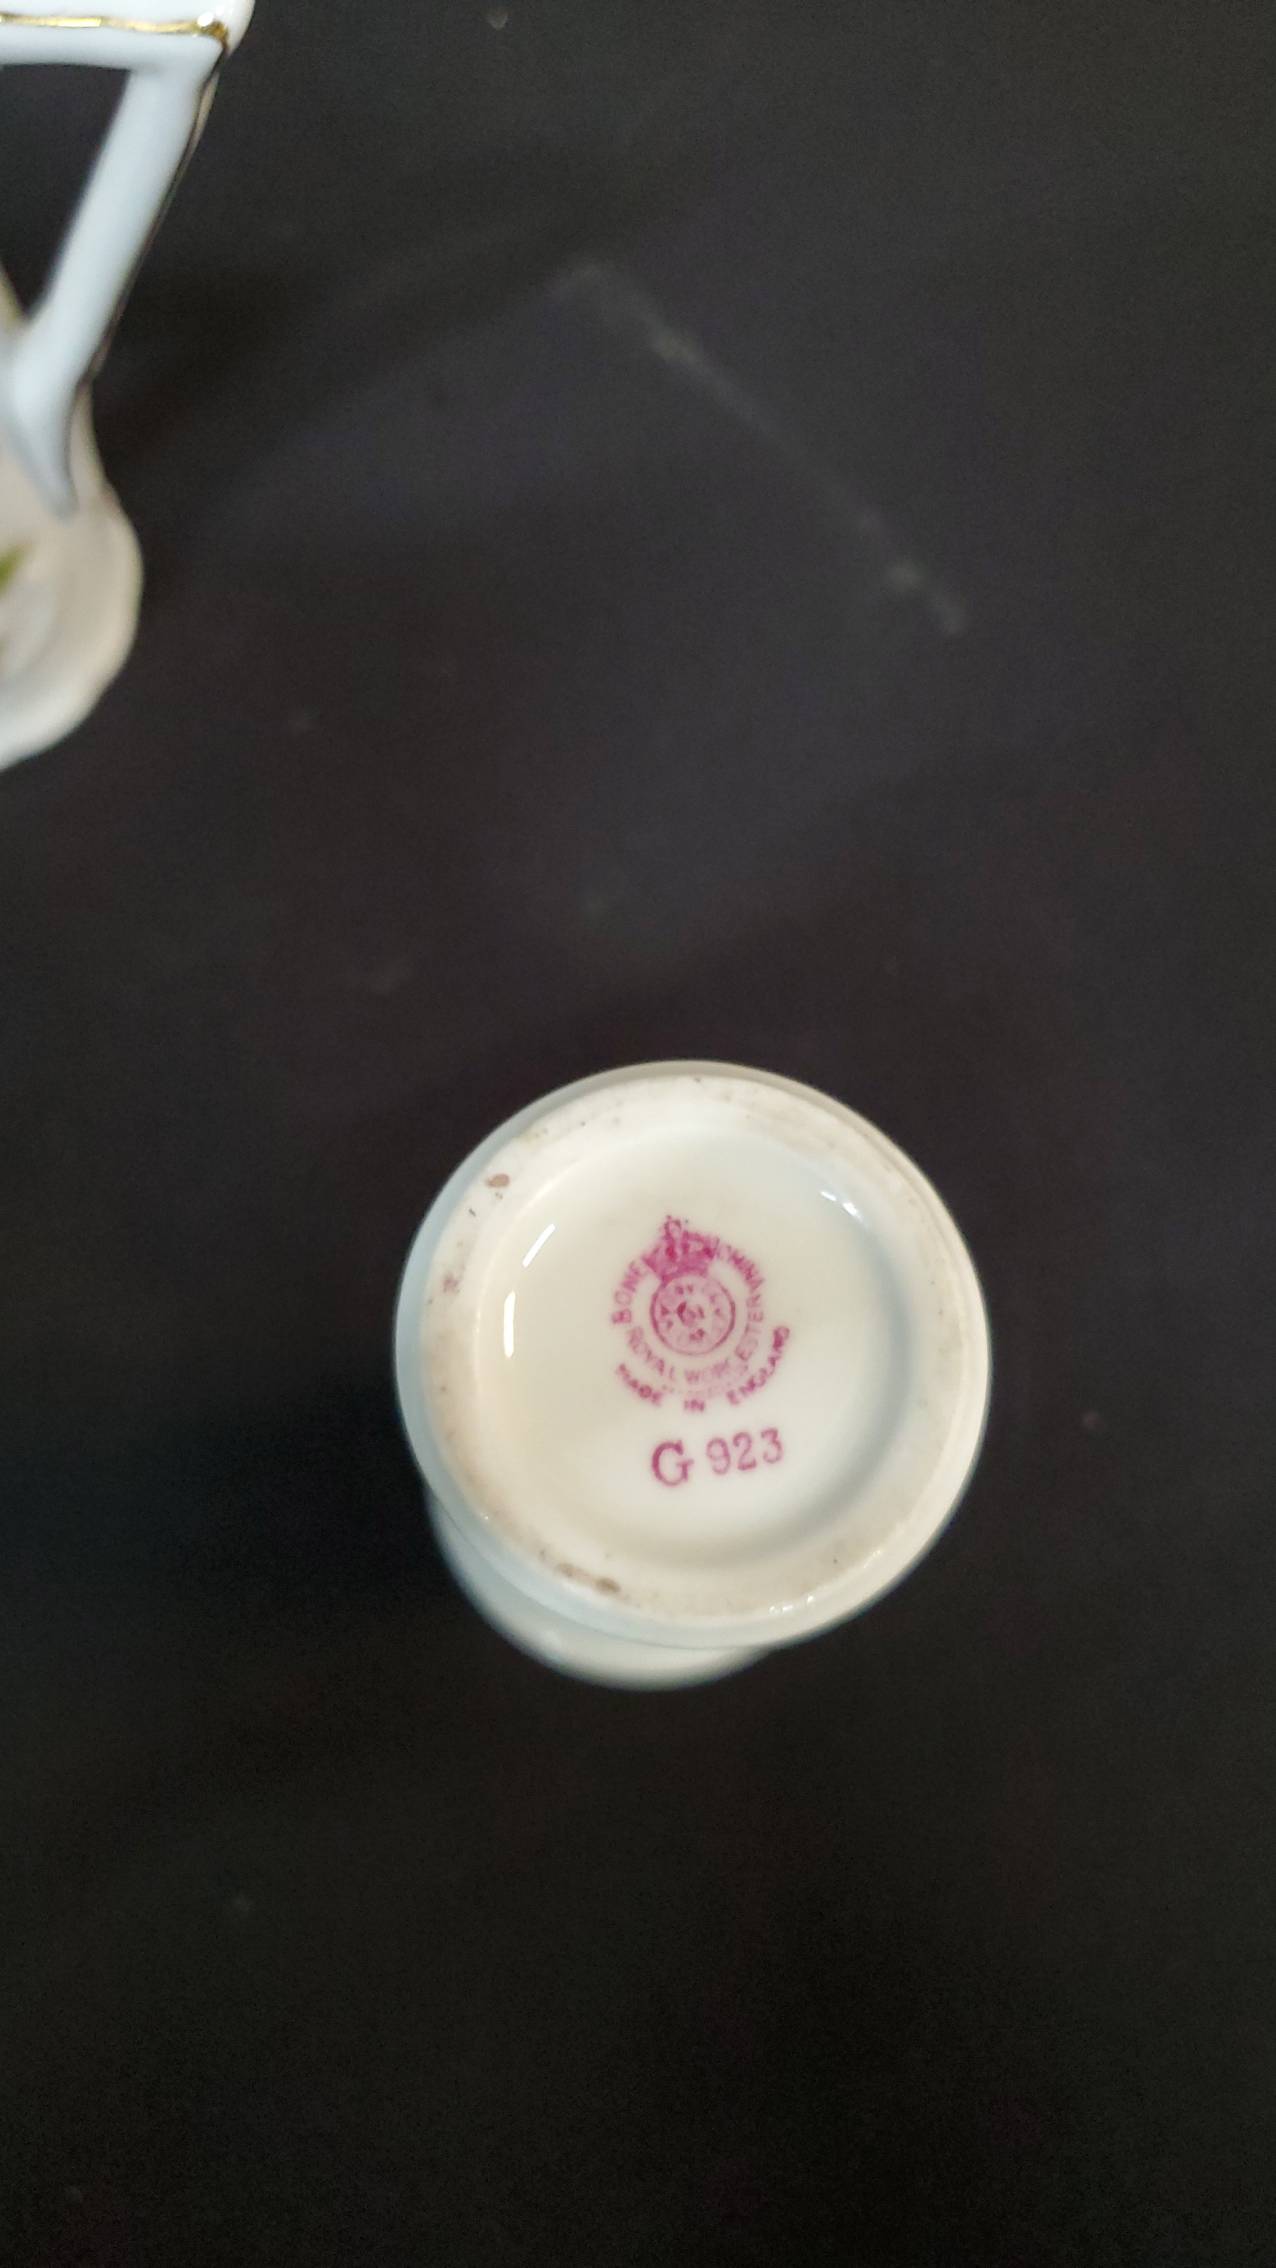 BONE CHINA
ROYAL WORCESTER
MADE IN ENGLAND
G 923